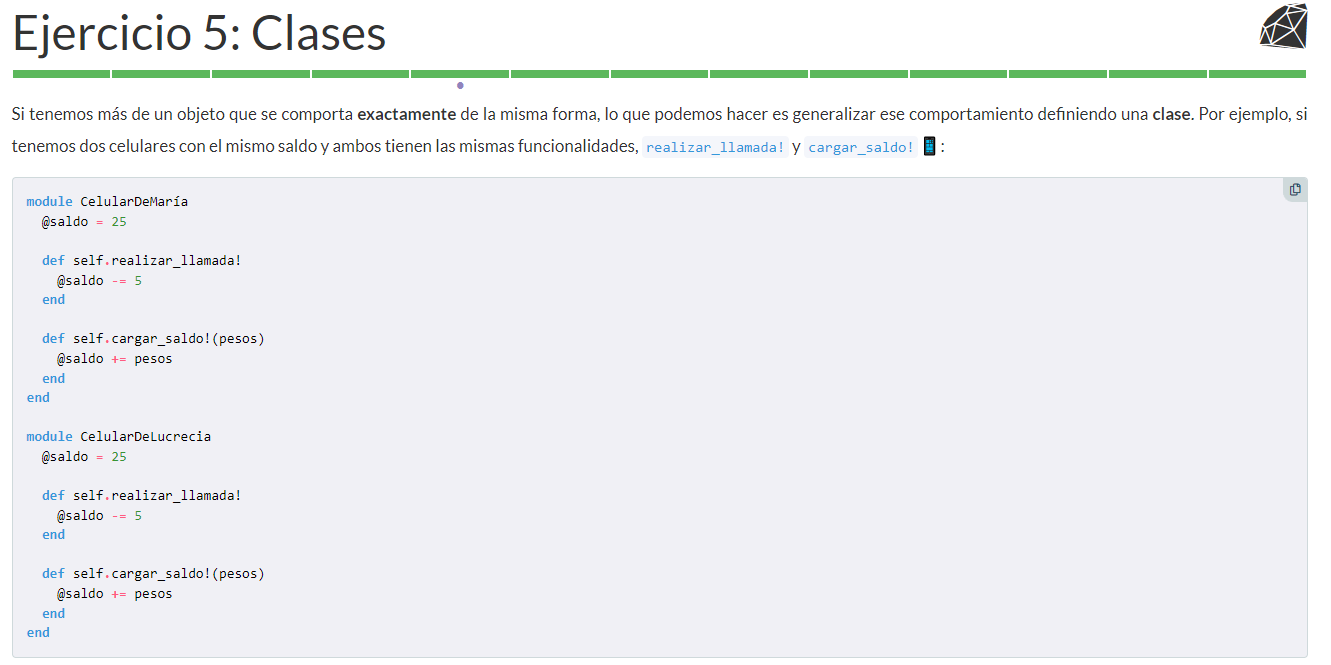 Ejercicio 5: Clases
Si tenemos más de un objeto que se comporta exactamente de la misma forma, lo que podemos hacer es generalizar ese comportamiento definiendo una clase. Por ejemplo, si
tenemos dos celulares con el mismo saldo y ambos tienen las mismas funcionalidades, realizar_llamada! y cargar_saldo! 📱:
module CelularDeMaría
  @saldo = 25

  def self.realizar_llamada!
    @saldo -= 5
  end

  def self.cargar_saldo!(pesos)
    @saldo += pesos
  end
end

module CelularDeLucrecia
  @saldo = 25

  def self.realizar_llamada!
    @saldo -= 5
  end

  def self.cargar_saldo!(pesos)
    @saldo += pesos
  end
end